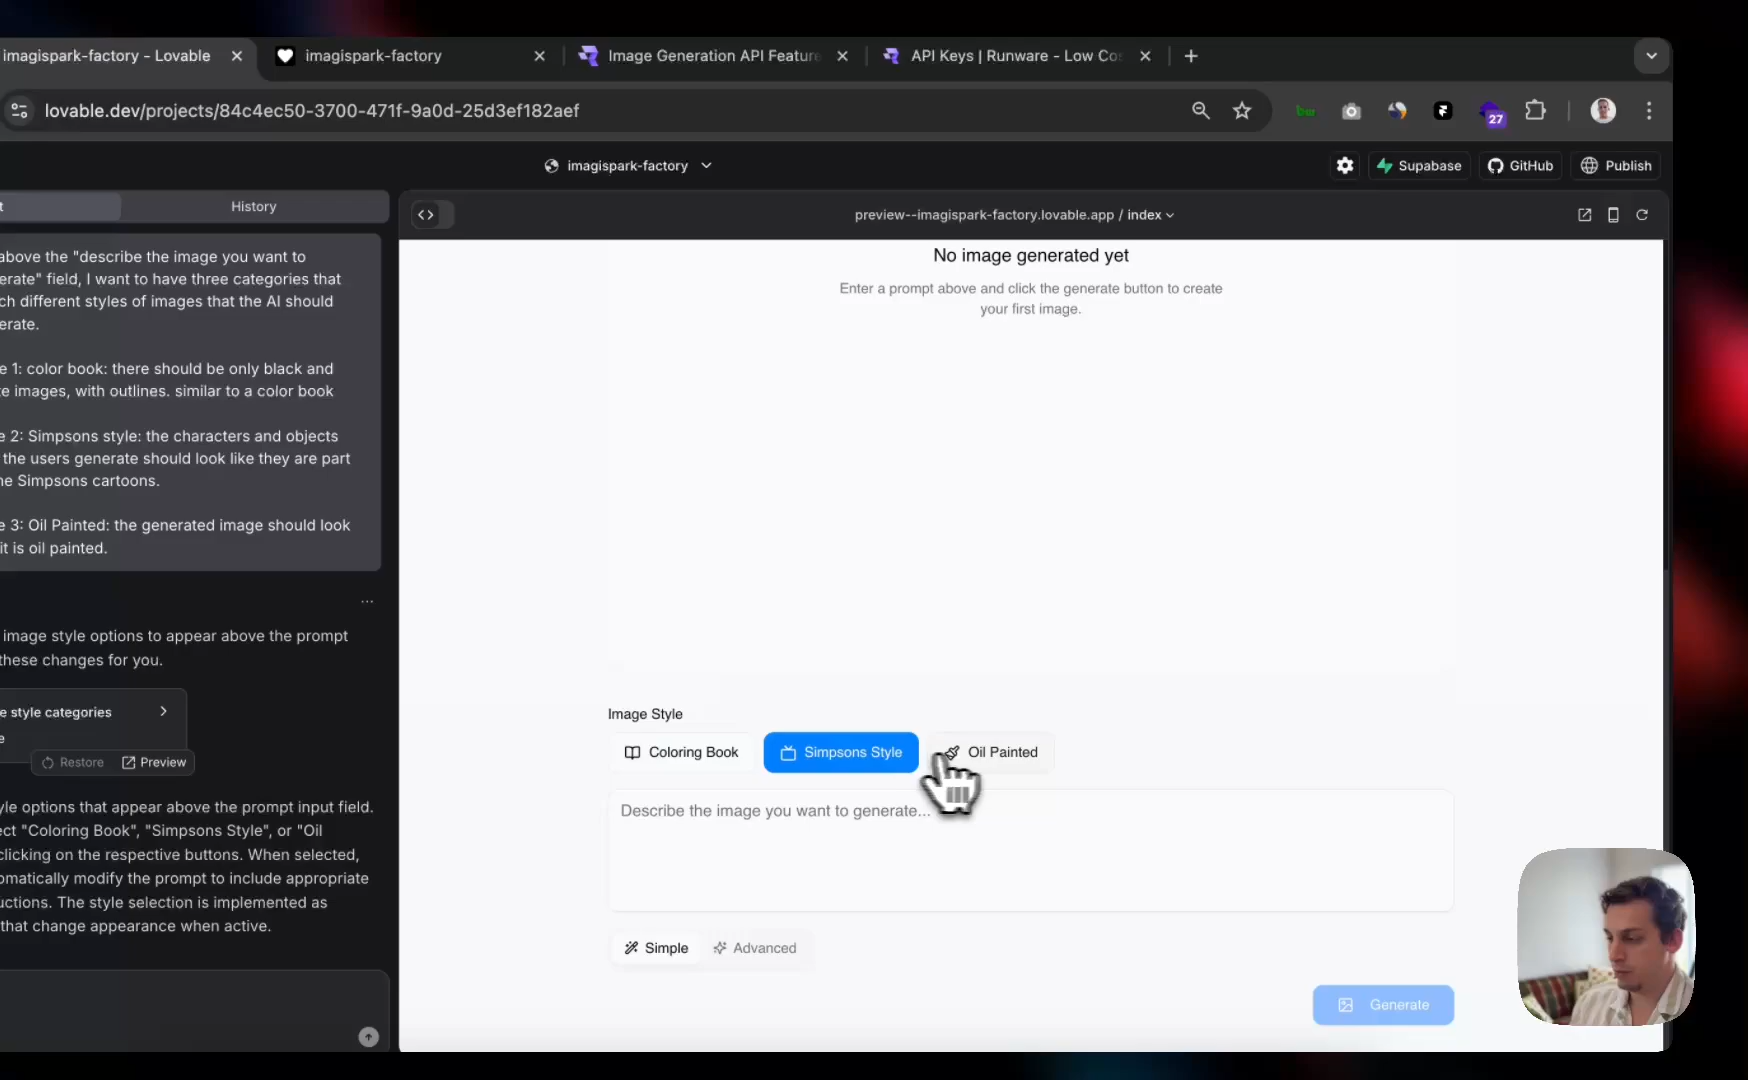 imagispark-factory - Lovable
imagispark-factory
Image Generation API Feature
API Keys | Runware - Low Cos
lovable.dev/projects/84c4ec50-3700-471f-9a0d-25d3ef182aef
27
imagispark-factory
Supabase
GitHub
Publish
t
History
preview--imagispark-factory.lovable.app / index
above the "describe the image you want to
erate" field, I want to have three categories that
ch different styles of images that the AI should
erate.
e 1: color book: there should be only black and
te images, with outlines. similar to a color book
e 2: Simpsons style: the characters and objects
the users generate should look like they are part
ne Simpsons cartoons.
e 3: Oil Painted: the generated image should look
it is oil painted.
image style options to appear above the prompt
these changes for you.
e style categories
e
Restore
Preview
yle options that appear above the prompt input field.
ect "Coloring Book", "Simpsons Style", or "Oil
clicking on the respective buttons. When selected,
omatically modify the prompt to include appropriate
uctions. The style selection is implemented as
that change appearance when active.
No image generated yet
Enter a prompt above and click the generate button to create
your first image.
Image Style
Coloring Book
Simpsons Style
Oil Painted
Describe the image you want to generate...
Simple
Advanced
Generate